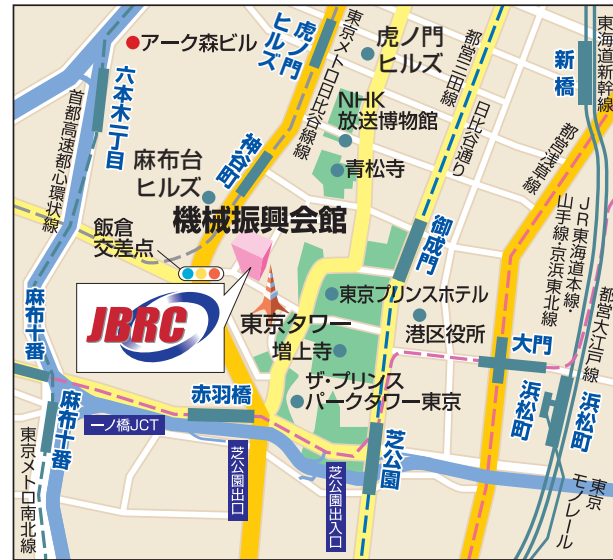 アーク森ビル
虎ノ門
ヒルズ
東京メトロ日比谷線
虎ノ門
ヒルズ
都営三田線
新橋
東海道新幹線
六本木一丁目
NHK
放送博物館
日比谷通り
首都高速都心環状線
神谷町
青松寺
都営浅草線
麻布台
ヒルズ
機械振興会館
御成門
JR東海道本線・
山手線・京浜東北線
飯倉
交差点
JBRC
東京プリンスホテル
東京タワー
港区役所
都営大江戸線
麻布十番
増上寺
大門
浜松町
浜松町
麻布十番
赤羽橋
ザ・プリンス
パークタワー東京
一ノ橋JCT
芝公園出口
芝公園出入口
芝公園
東京メトロ南北線
東京
モノレール